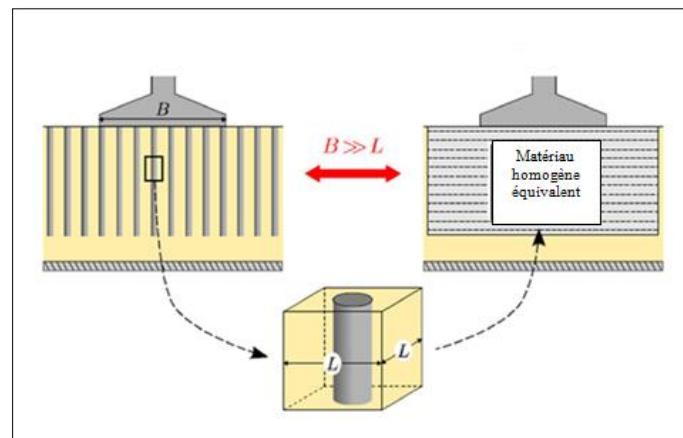 B
B ≫ L
Matériau
homogène
équivalent
L
L